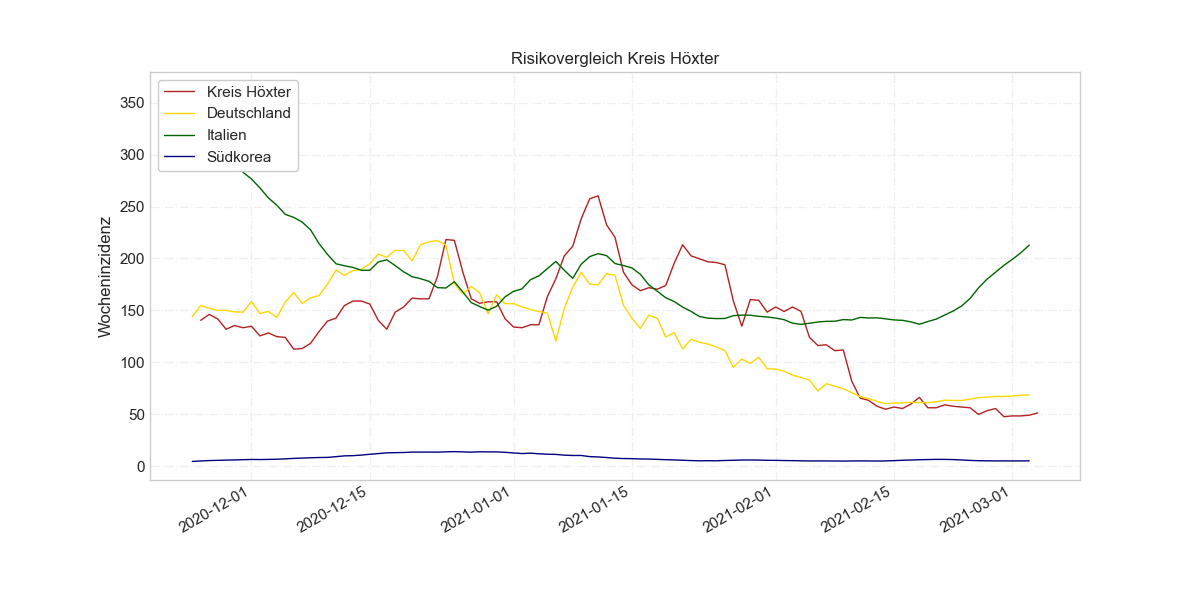 Risikovergleich Kreis Höxter
Kreis Höxter
Deutschland
Italien
Südkorea
Wocheninzidenz
350
300
250
200
150
100
50
0
2020-12-01
2020-12-15
2021-01-01
2021-01-15
2021-02-01
2021-02-15
2021-03-01